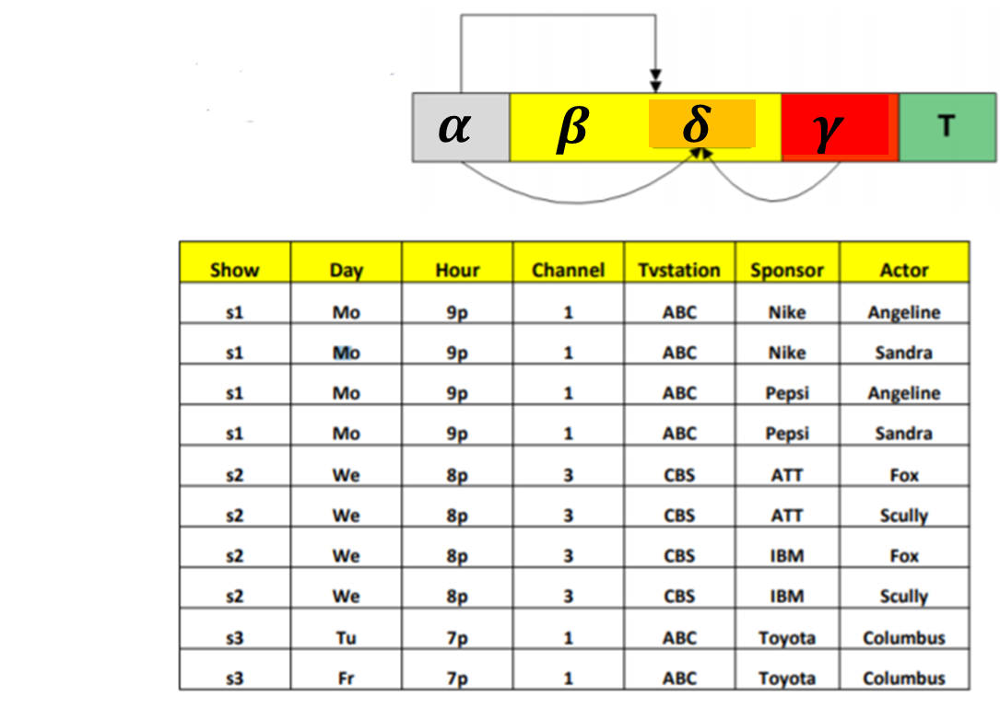 α β δ γ T
Show Day Hour Channel Tvstation Sponsor Actor
s1 Mo 9p 1 ABC Nike Angeline
s1 Mo 9p 1 ABC Nike Sandra
s1 Mo 9p 1 ABC Pepsi Angeline
s1 Mo 9p 1 ABC Pepsi Sandra
s2 We 8p 3 CBS ATT Fox
s2 We 8p 3 CBS ATT Scully
s2 We 8p 3 CBS IBM Fox
s2 We 8p 3 CBS IBM Scully
s3 Tu 7p 1 ABC Toyota Columbus
s3 Fr 7p 1 ABC Toyota Columbus